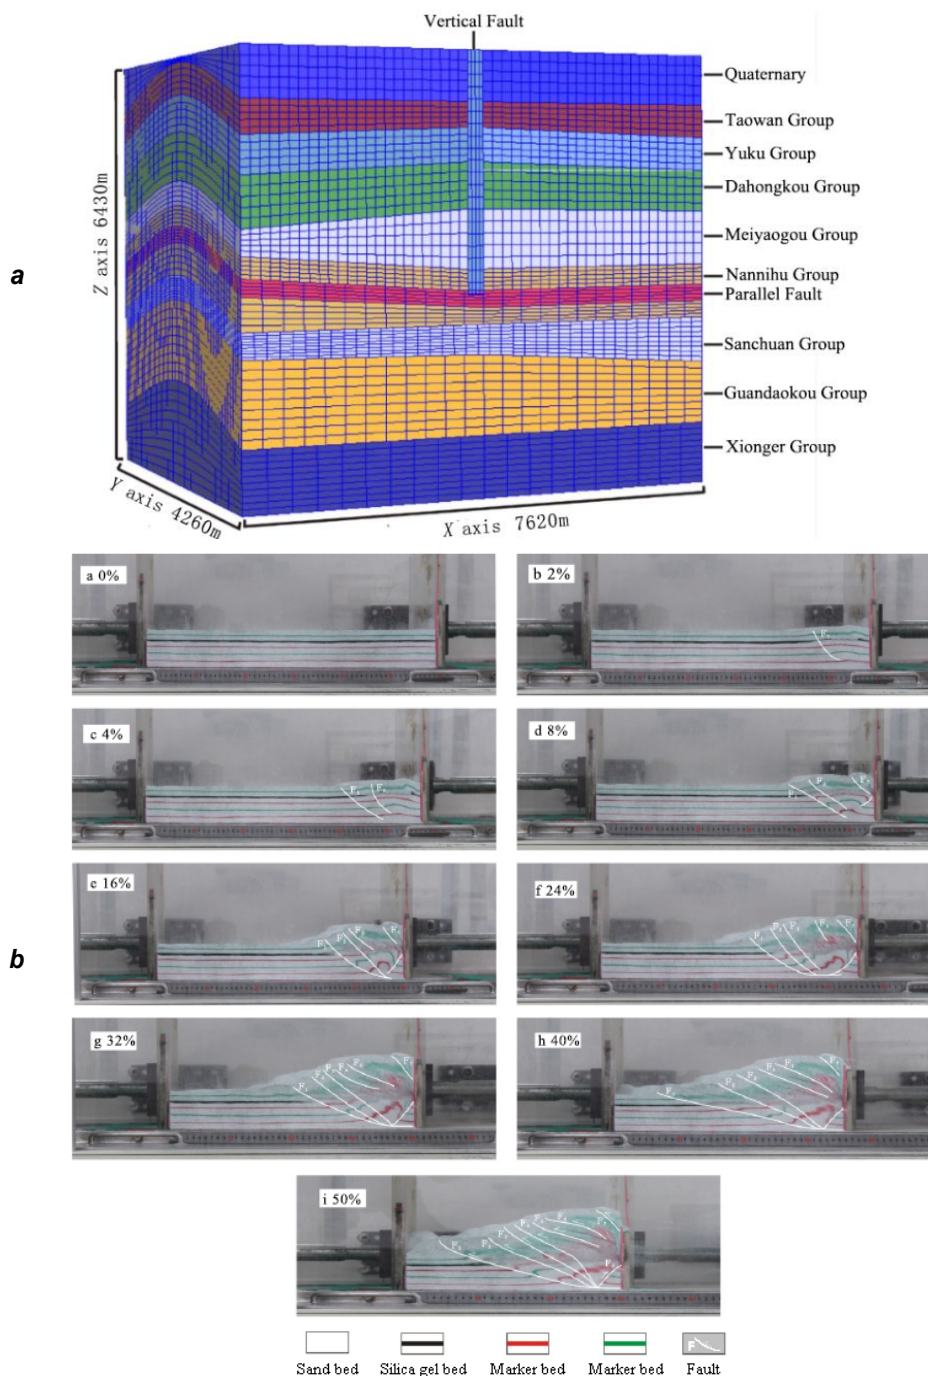 Vertical Fault
Quaternary
Taowan Group
Yuku Group
Dahongkou Group
Meiyaogou Group
Nannihu Group
Parallel Fault
Sanchuan Group
Guandaokou Group
Xionger Group
Z axis 6430m
Y axis 4260m
X axis 7620m
a
a 0%
b 2%
c 4%
d 8%
e 16%
f 24%
b
g 32%
h 40%
i 50%
Sand bed
Silica gel bed
Marker bed
Marker bed
F
Fault